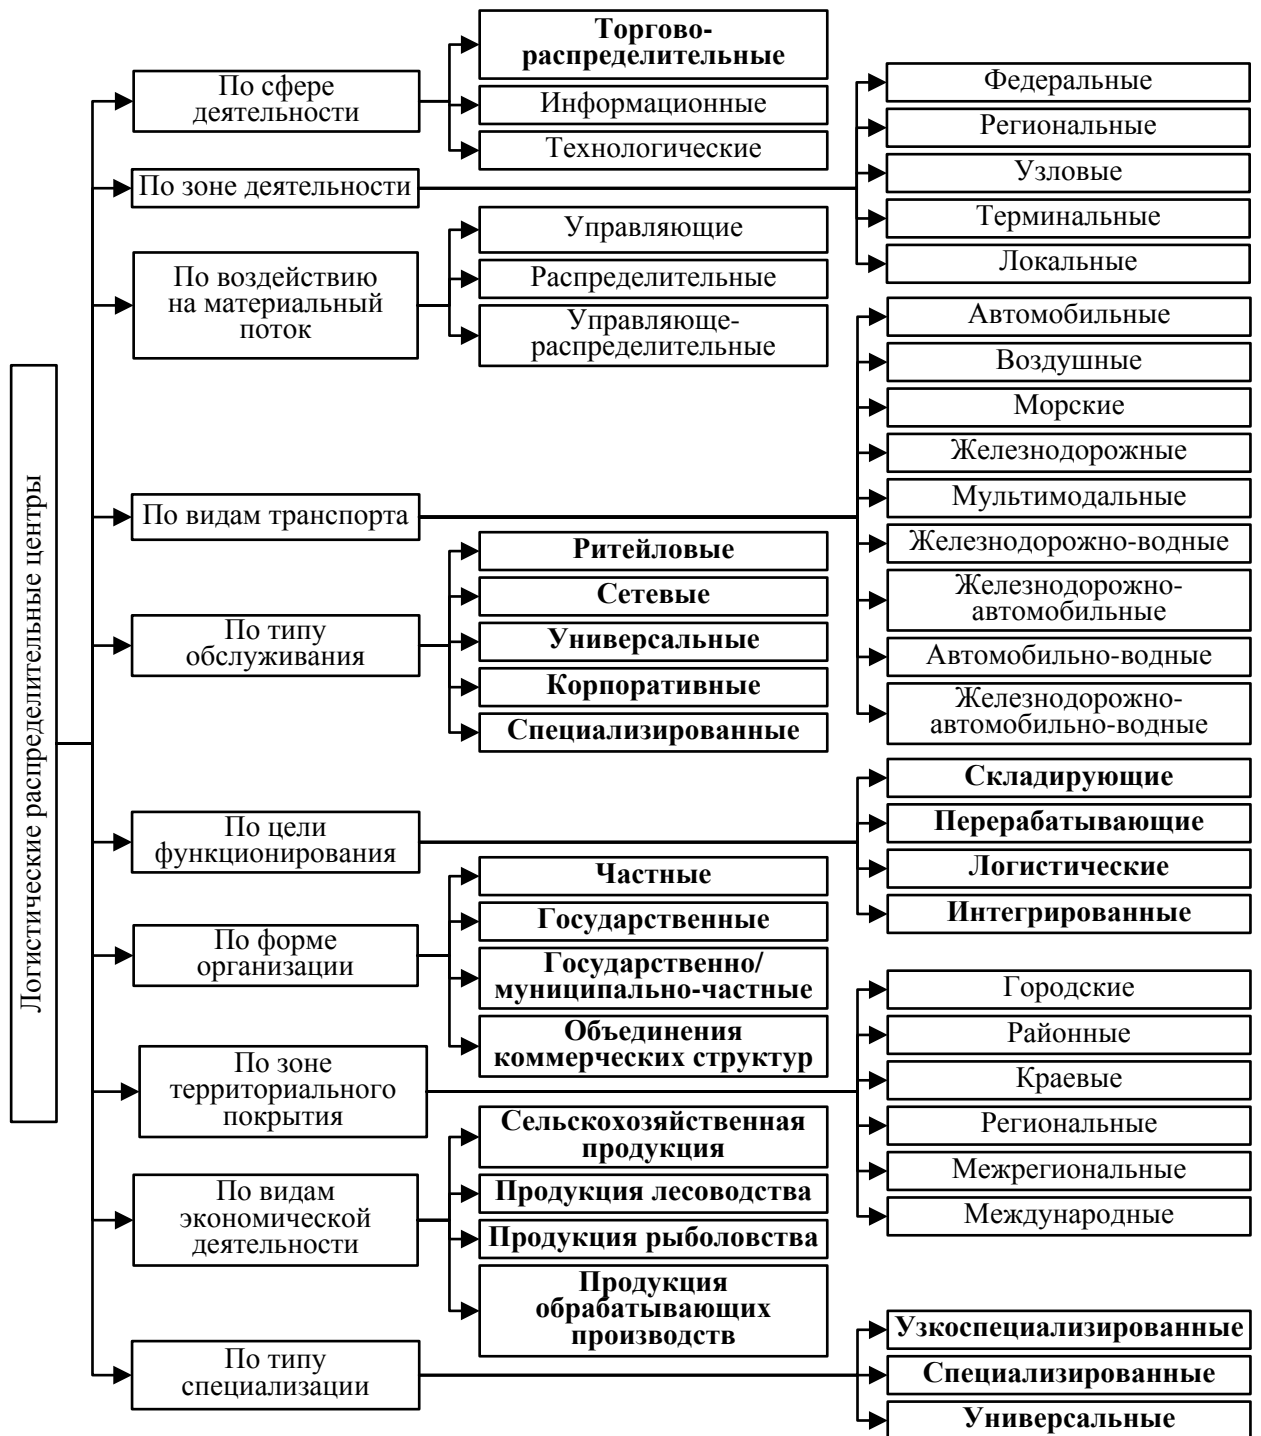 Логистические распределительные центры
По сфере
деятельности
Торгово-
распределительные
Информационные
Технологические
По зоне деятельности
Федеральные
Региональные
Узловые
Терминальные
Локальные
По воздействию
на материальный
поток
Управляющие
Распределительные
Управляюще-
распределительные
По видам транспорта
Автомобильные
Воздушные
Морские
Железнодорожные
Мультимодальные
Железнодорожно-водные
Железнодорожно-
автомобильные
Автомобильно-водные
Железнодорожно-
автомобильно-водные
По типу
обслуживания
Ритейловые
Сетевые
Универсальные
Корпоративные
Специализированные
По цели
функционирования
Складирующие
Перерабатывающие
Логистические
Интегрированные
По форме
организации
Частные
Государственные
Государственно/
муниципально-частные
Объединения
коммерческих структур
По зоне
территориального
покрытия
Городские
Районные
Краевые
Региональные
Межрегиональные
Международные
По видам
экономической
деятельности
Сельскохозяйственная
продукция
Продукция лесоводства
Продукция рыболовства
Продукция
обрабатывающих
производств
По типу
специализации
Узкоспециализированные
Специализированные
Универсальные